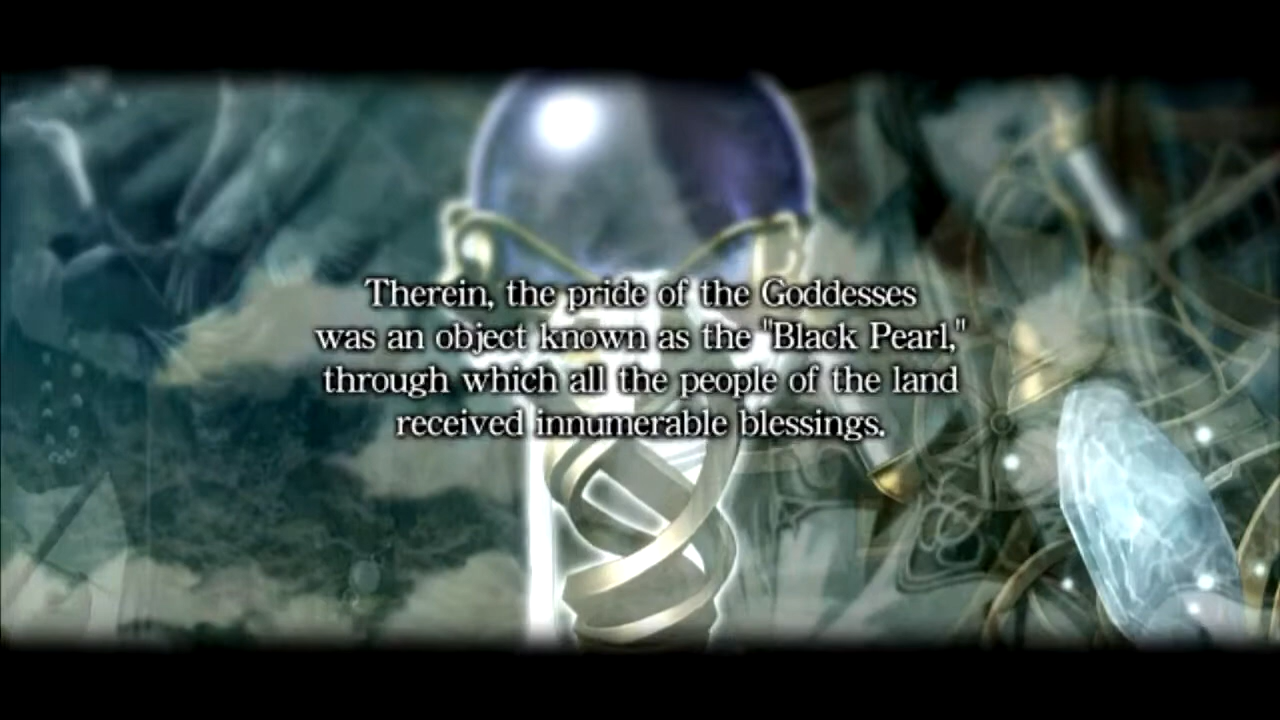 Therein, the pride of the Goddesses
was an object known as the "Black Pearl,"
through which all the people of the land
received innumerable blessings.